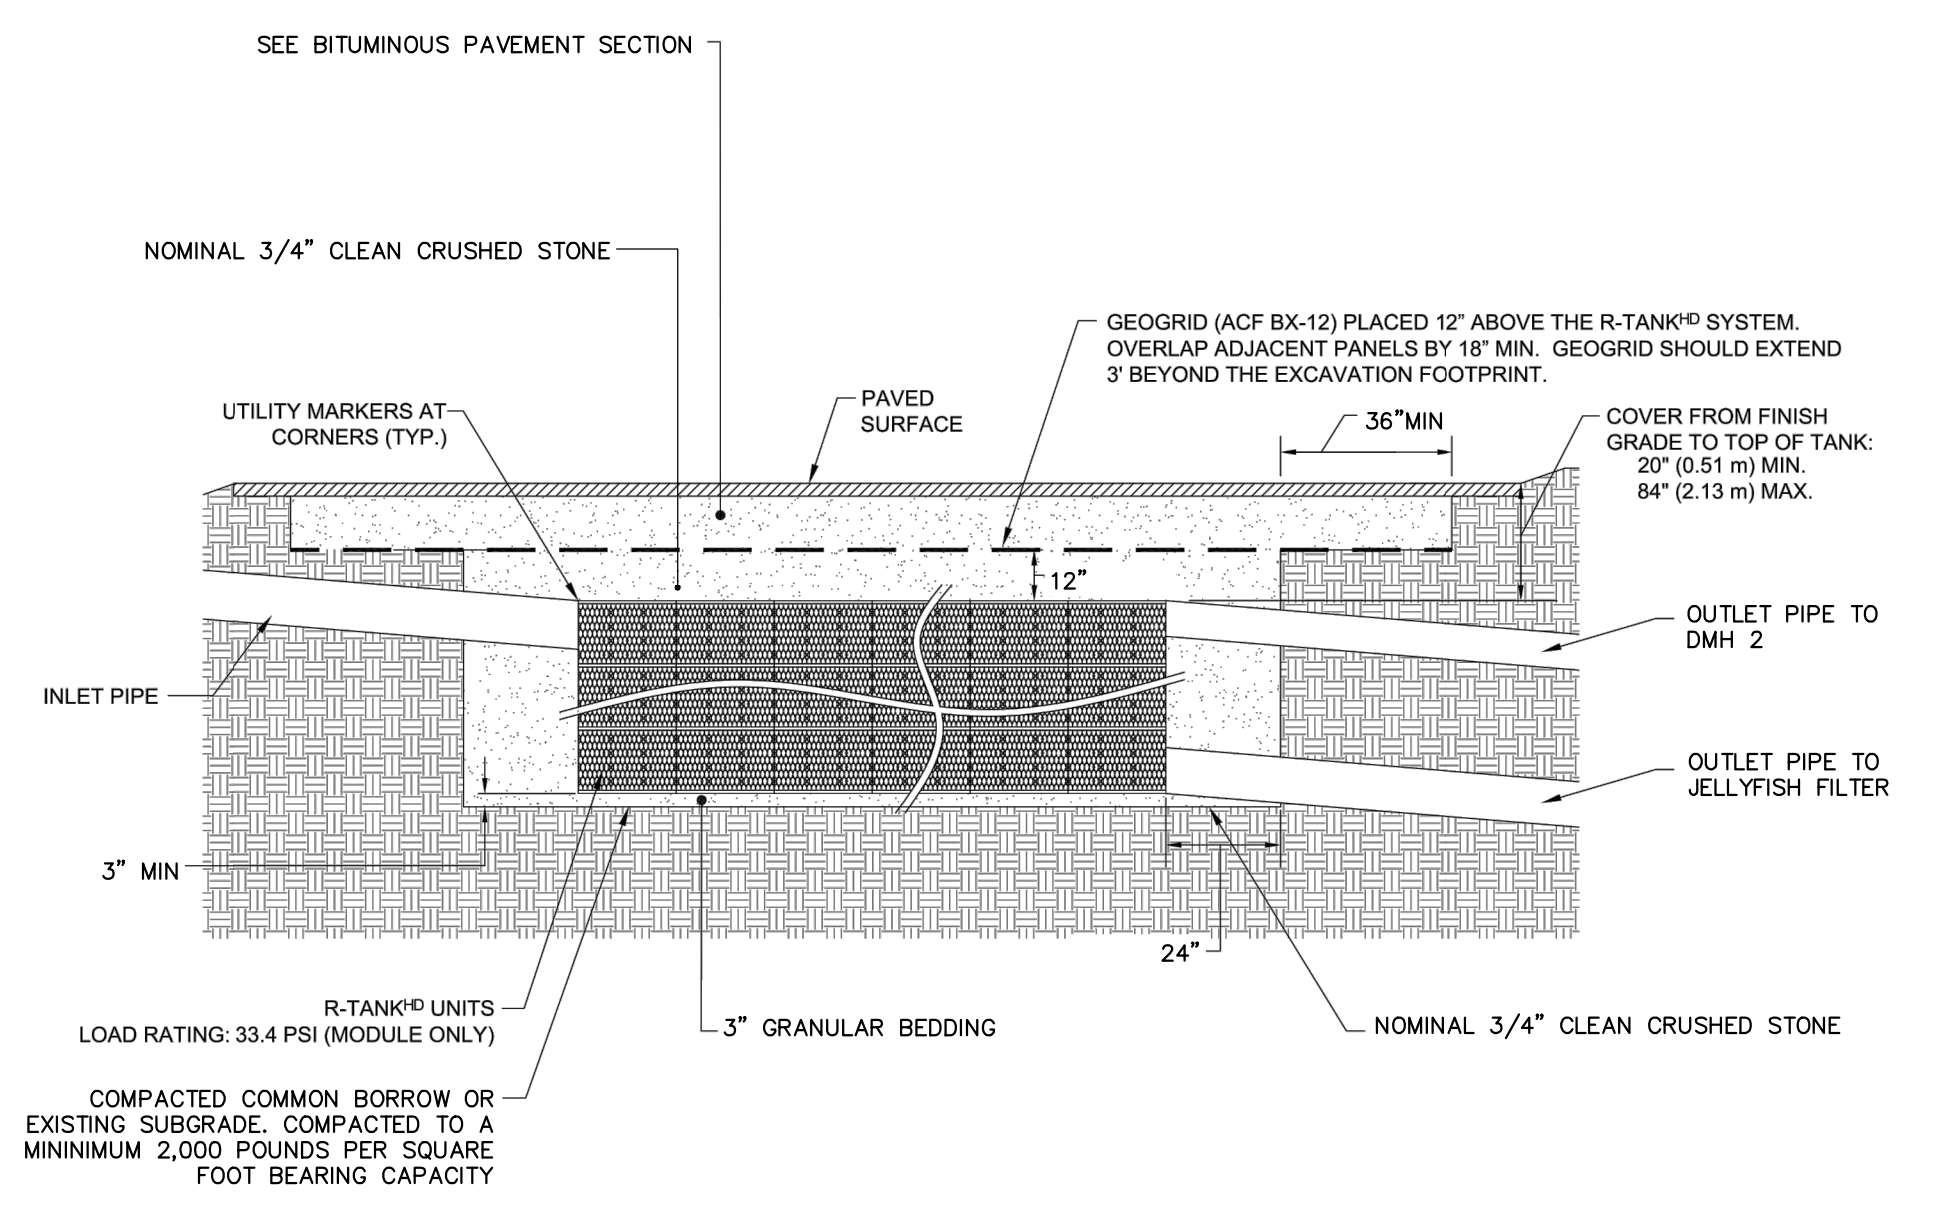 SEE BITUMINOUS PAVEMENT SECTION
NOMINAL 3/4” CLEAN CRUSHED STONE
GEOGRID (ACF BX-12) PLACED 12” ABOVE THE R-TANKᴴᴰ SYSTEM.
OVERLAP ADJACENT PANELS BY 18” MIN. GEOGRID SHOULD EXTEND
3' BEYOND THE EXCAVATION FOOTPRINT.
UTILITY MARKERS AT
CORNERS (TYP.)
PAVED
SURFACE
36”MIN
COVER FROM FINISH
GRADE TO TOP OF TANK:
20" (0.51 m) MIN.
84" (2.13 m) MAX.
12”
OUTLET PIPE TO
DMH 2
INLET PIPE
OUTLET PIPE TO
JELLYFISH FILTER
3” MIN
24”
R-TANKᴴᴰ UNITS
LOAD RATING: 33.4 PSI (MODULE ONLY)
3” GRANULAR BEDDING
NOMINAL 3/4” CLEAN CRUSHED STONE
COMPACTED COMMON BORROW OR
EXISTING SUBGRADE. COMPACTED TO A
MININIMUM 2,000 POUNDS PER SQUARE
FOOT BEARING CAPACITY